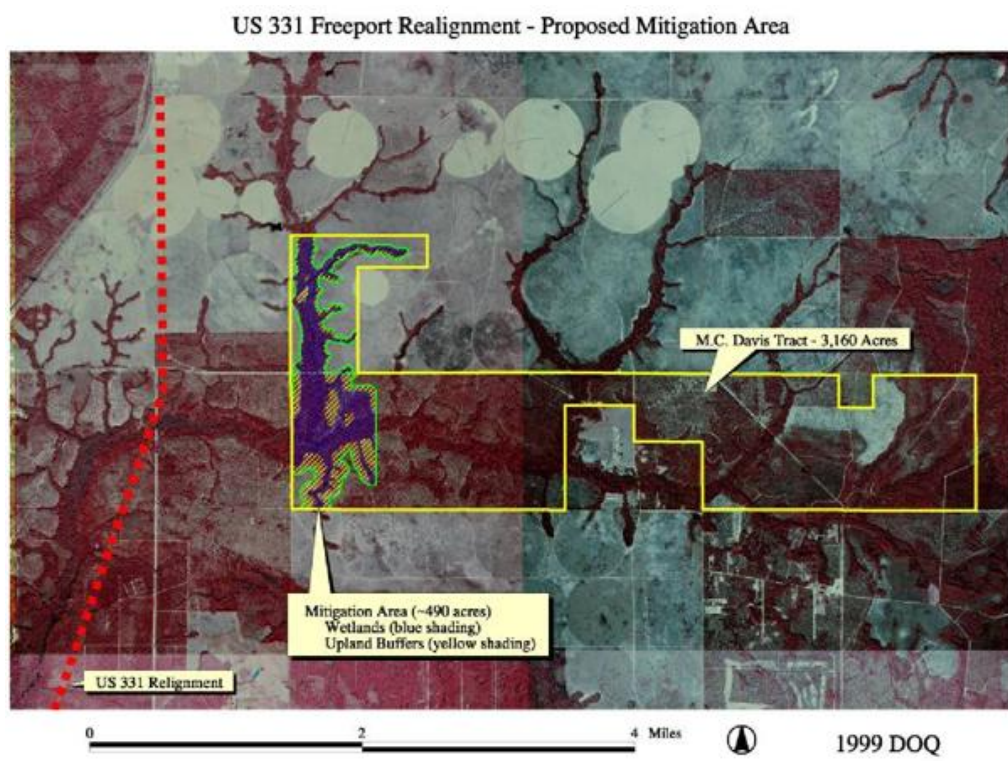 US 331 Freeport Realignment - Proposed Mitigation Area
M.C. Davis Tract - 3,160 Acres
Mitigation Area (~490 acres)
Wetlands (blue shading)
Upland Buffers (yellow shading)
US 331 Relignment
0 2 4 Miles
1999 DOQ